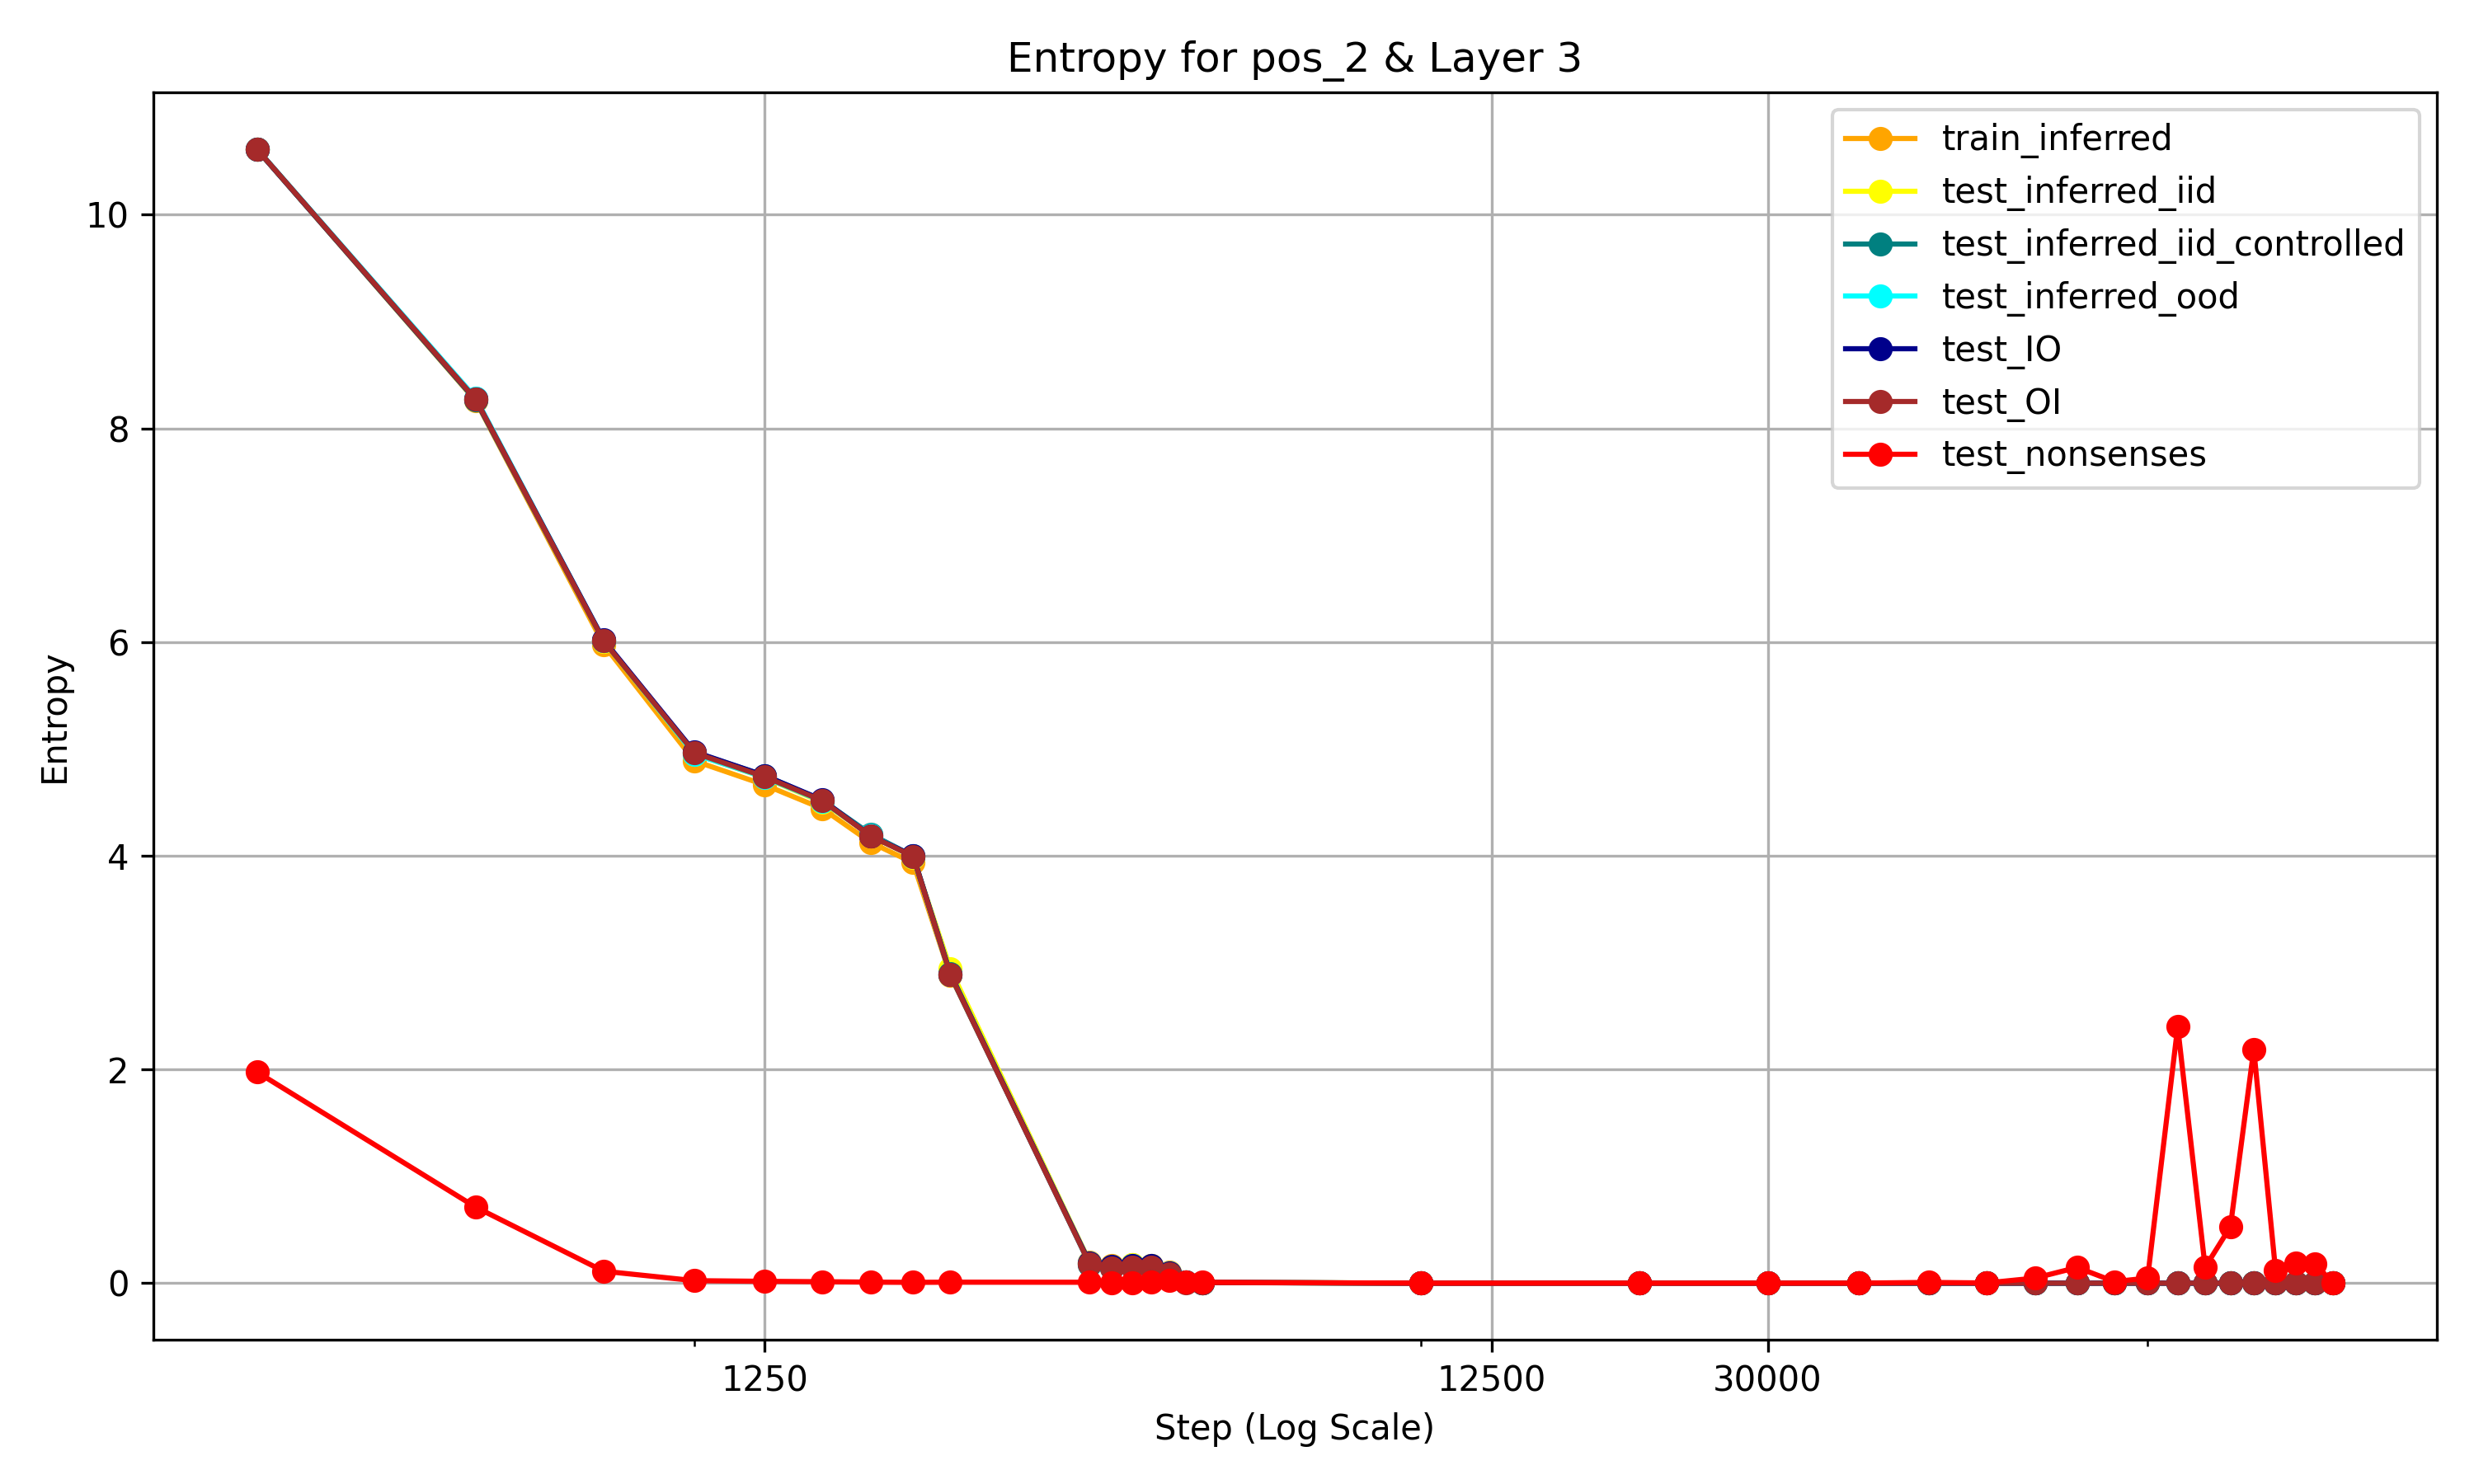 Entropy for pos_2 & Layer 3
train_inferred
test_inferred_iid
test_inferred_iid_controlled
test_inferred_ood
test_IO
test_OI
test_nonsenses
10
8
6
4
2
0
Entropy
1250
12500
30000
Step (Log Scale)